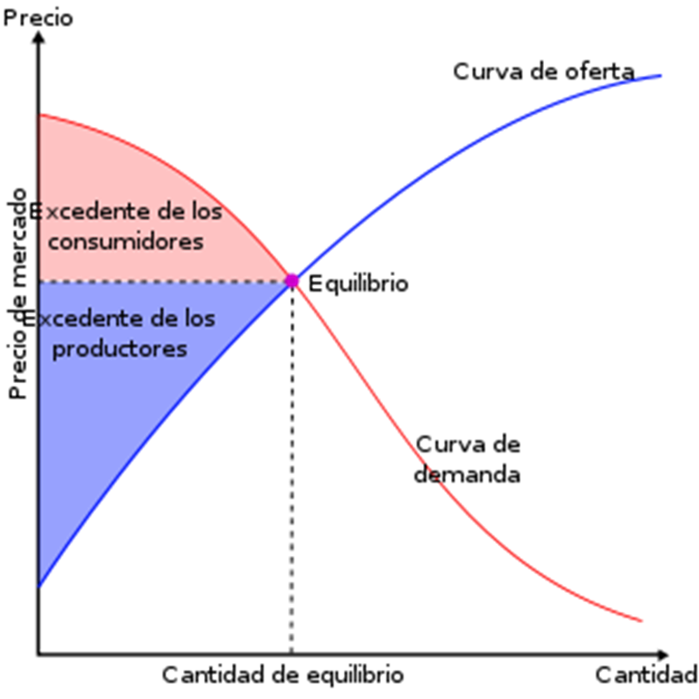 Precio
Curva de oferta
Excedente de los
consumidores
Precio de mercado
Equilibrio
Excedente de los
productores
Curva de
demanda
Cantidad de equilibrio
Cantidad